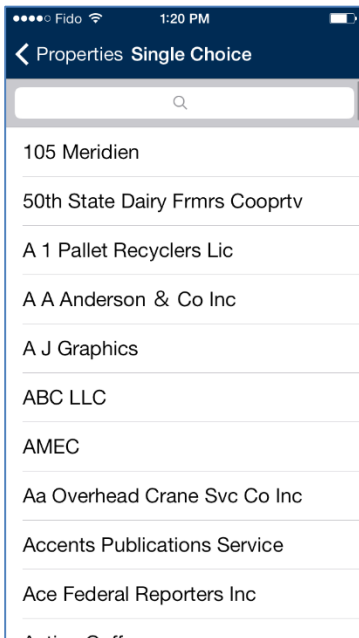 Fido 1:20 PM
Properties Single Choice
105 Meridien
50th State Dairy Frmrs Cooprtv
A 1 Pallet Recyclers Lic
A A Anderson & Co Inc
A J Graphics
ABC LLC
AMEC
Aa Overhead Crane Svc Co Inc
Accents Publications Service
Ace Federal Reporters Inc